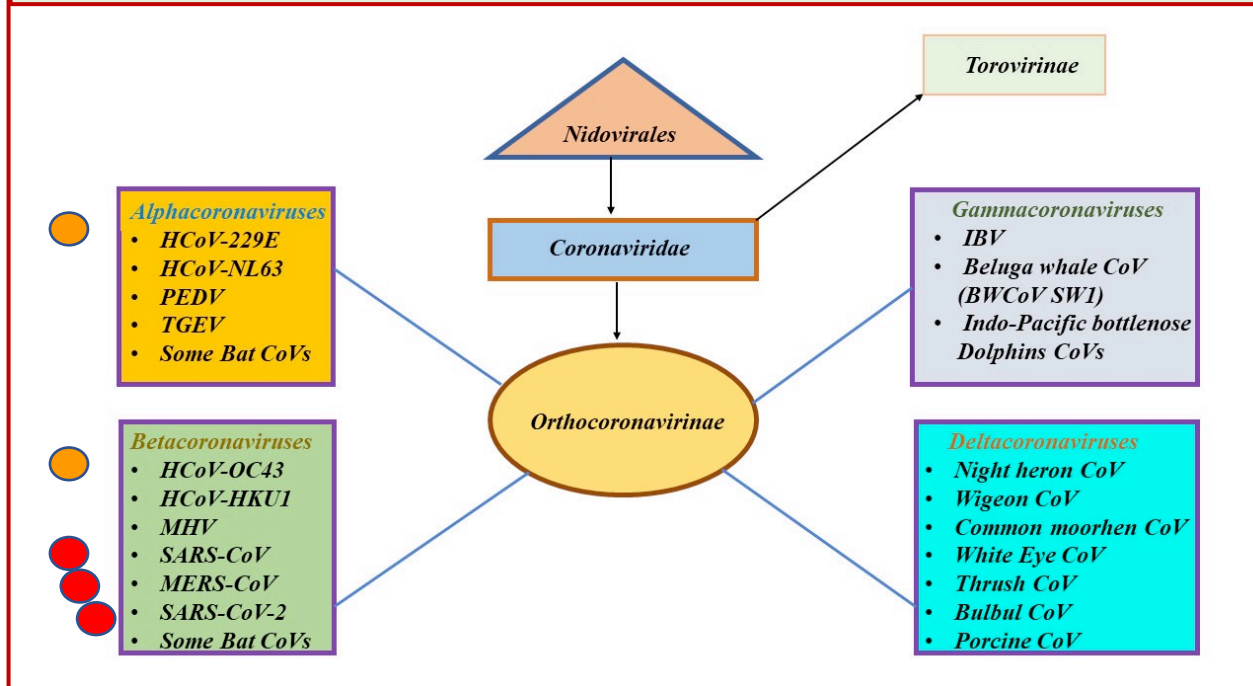 Torovirinae
Nidovirales
Coronaviridae
Orthocoronavirinae
Alphacoronaviruses
• HCoV-229E
• HCoV-NL63
• PEDV
• TGEV
• Some Bat CoVs
Betacoronaviruses
• HCoV-OC43
• HCoV-HKU1
• MHV
• SARS-CoV
• MERS-CoV
• SARS-CoV-2
• Some Bat CoVs
Gammacoronaviruses
• IBV
• Beluga whale CoV
(BWCoV SW1)
• Indo-Pacific bottlenose
Dolphins CoVs
Deltacoronaviruses
• Night heron CoV
• Wigeon CoV
• Common moorhen CoV
• White Eye CoV
• Thrush CoV
• Bulbul CoV
• Porcine CoV